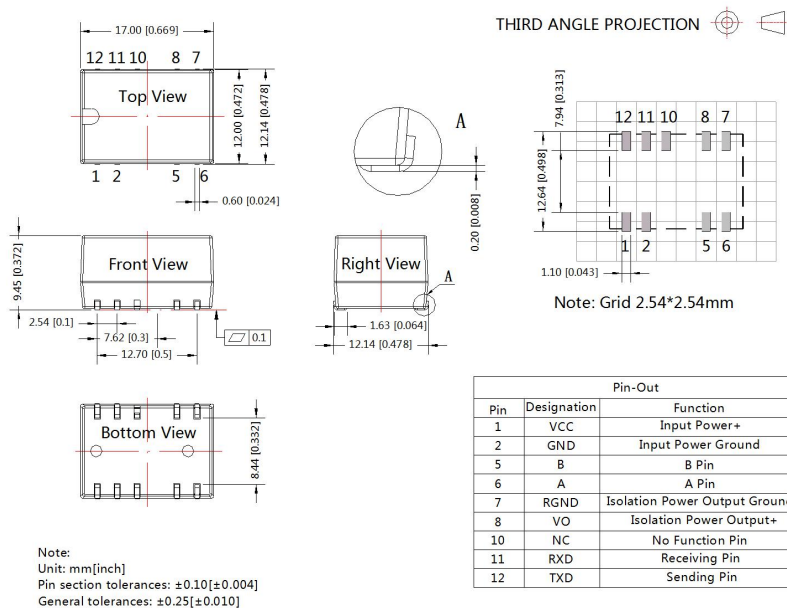 THIRD ANGLE PROJECTION
17.00 [0.669]
12 11 10 8 7
Top View
1 2 5 6
12.00 [0.472]
12.14 [0.478]
0.60 [0.024]
A
0.20 [0.008]
7.94 [0.313]
12.64 [0.498]
12 11 10 8 7
1 2 5 6
1.10 [0.043]
Note: Grid 2.54*2.54mm
9.45 [0.372]
Front View
2.54 [0.1]
7.62 [0.3]
12.70 [0.5]
0.1
Right View
A
1.63 [0.064]
12.14 [0.478]
Bottom View
8.44 [0.332]
Pin-Out
Pin Designation Function
1 VCC Input Power+
2 GND Input Power Ground
5 B B Pin
6 A A Pin
7 RGND Isolation Power Output Ground
8 VO Isolation Power Output+
10 NC No Function Pin
11 RXD Receiving Pin
12 TXD Sending Pin
Note:
Unit: mm[inch]
Pin section tolerances: ±0.10[±0.004]
General tolerances: ±0.25[±0.010]